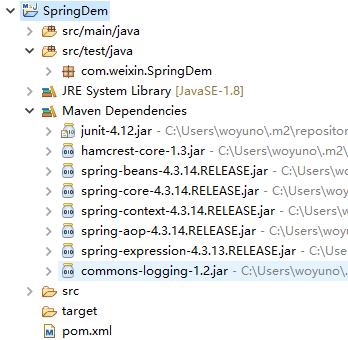 SpringDem
src/main/java
src/test/java
com.weixin.SpringDem
JRE System Library [JavaSE-1.8]
Maven Dependencies
junit-4.12.jar - C:\Users\woyuno\.m2\repositor
hamcrest-core-1.3.jar - C:\Users\woyuno\.m2\
spring-beans-4.3.14.RELEASE.jar - C:\Users\w
spring-core-4.3.14.RELEASE.jar - C:\Users\wo
spring-context-4.3.14.RELEASE.jar - C:\Users\
spring-aop-4.3.14.RELEASE.jar - C:\Users\woy
spring-expression-4.3.13.RELEASE.jar - C:\Use
commons-logging-1.2.jar - C:\Users\woyuno\.
src
target
pom.xml